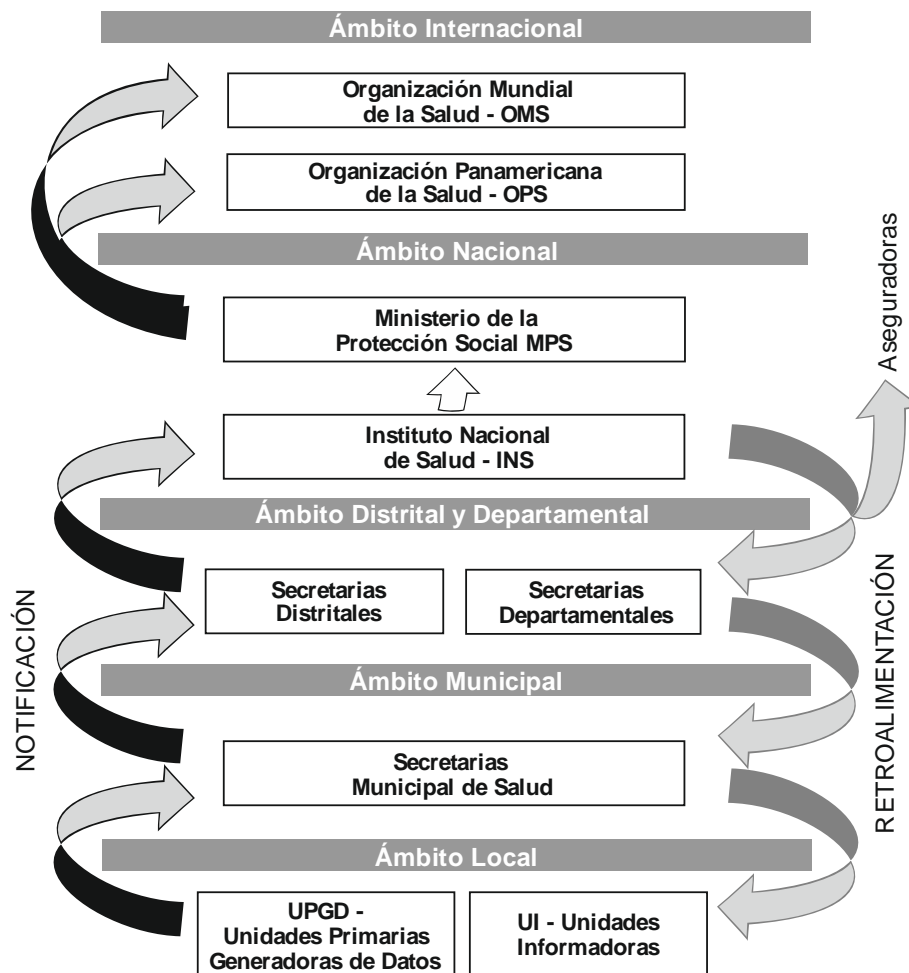 Ámbito Internacional
Organización Mundial
de la Salud - OMS
Organización Panamericana
de la Salud - OPS
Ámbito Nacional
Ministerio de la
Protección Social MPS
Aseguradoras
Instituto Nacional
de Salud - INS
Ámbito Distrital y Departamental
Secretarias
Distritales
Secretarias
Departamentales
NOTIFICACIÓN
RETROALIMENTACIÓN
Ámbito Municipal
Secretarias
Municipal de Salud
Ámbito Local
UPGD -
Unidades Primarias
Generadoras de Datos
UI - Unidades
Informadoras